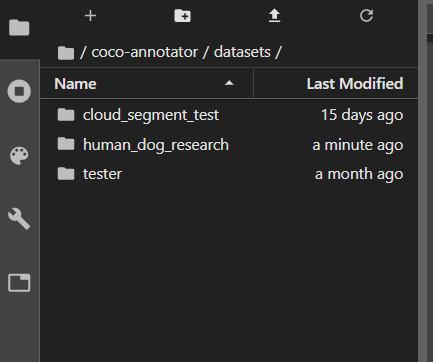 / coco-annotator / datasets /
Name Last Modified
cloud_segment_test 15 days ago
human_dog_research a minute ago
tester a month ago